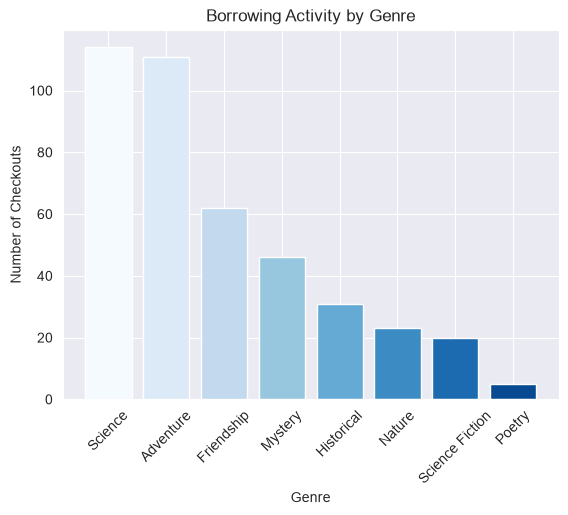 Borrowing Activity by Genre
Number of Checkouts
100
80
60
40
20
0
Science
Adventure
Friendship
Mystery
Historical
Nature
Science Fiction
Poetry
Genre